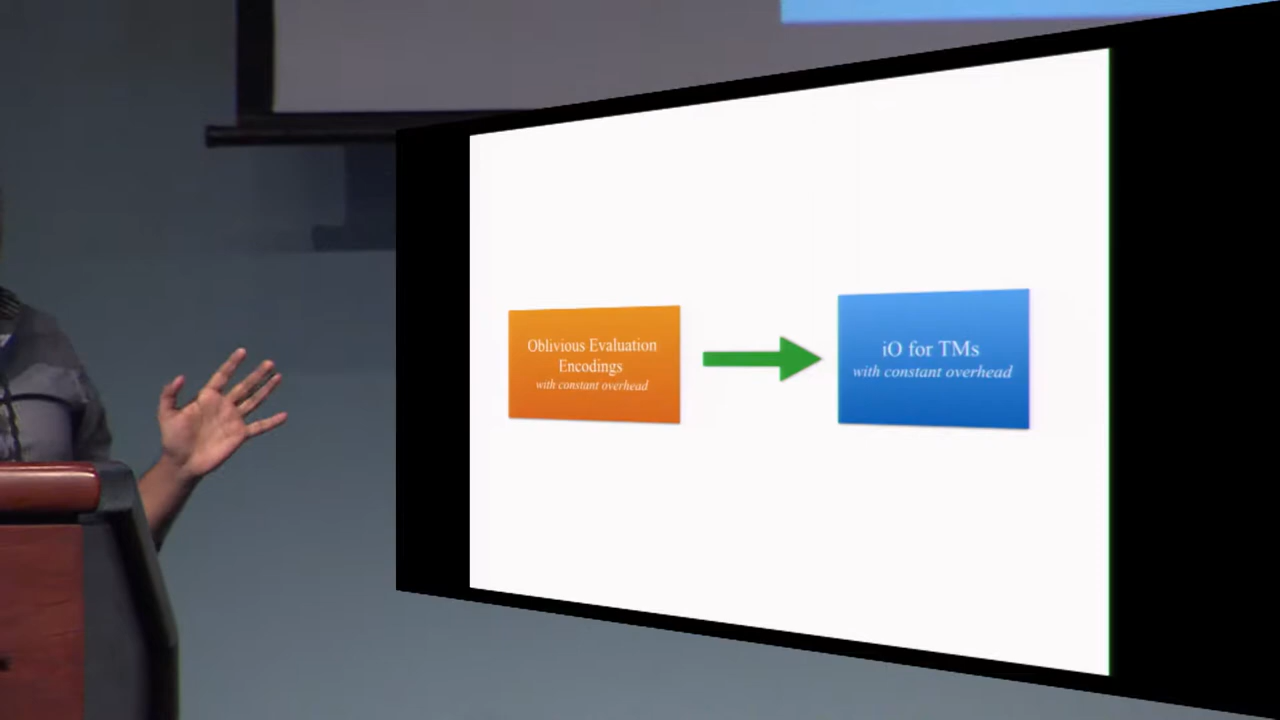 Oblivious Evaluation
Encodings
with constant overhead
iO for TMs
with constant overhead